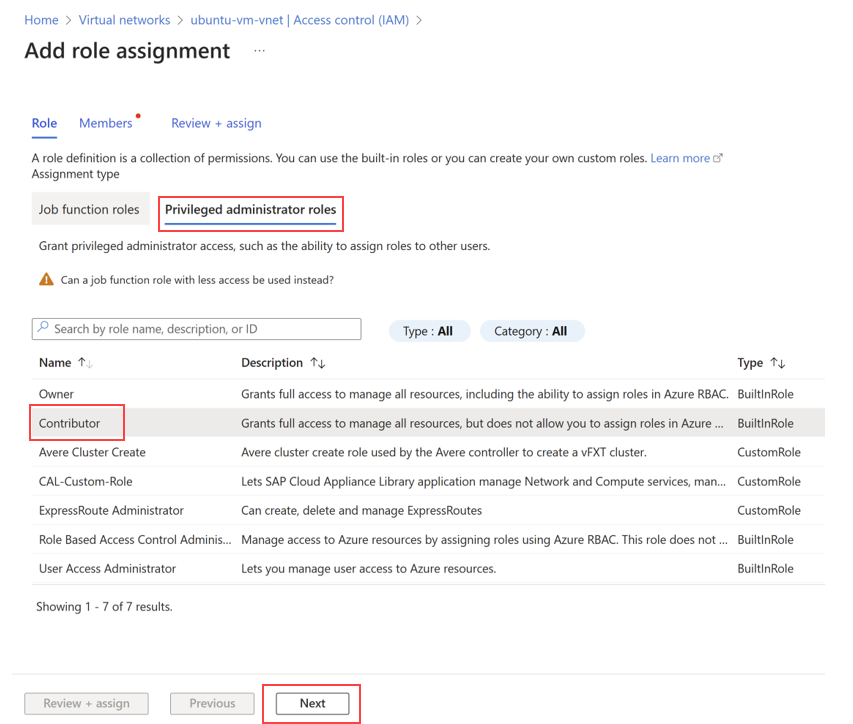 Home > Virtual networks > ubuntu-vm-vnet | Access control (IAM) >
Add role assignment ...
Role Members Review + assign
A role definition is a collection of permissions. You can use the built-in roles or you can create your own custom roles. Learn more
Assignment type
Job function roles Privileged administrator roles
Grant privileged administrator access, such as the ability to assign roles to other users.
Can a job function role with less access be used instead?
Search by role name, description, or ID Type : All Category : All
Name ↑↓ Description ↑↓ Type ↑↓
Owner Grants full access to manage all resources, including the ability to assign roles in Azure RBAC. BuiltInRole
Contributor Grants full access to manage all resources, but does not allow you to assign roles in Azure ... BuiltInRole
Avere Cluster Create Avere cluster create role used by the Avere controller to create a vFXT cluster. CustomRole
CAL-Custom-Role Lets SAP Cloud Appliance Library application manage Network and Compute services, man... CustomRole
ExpressRoute Administrator Can create, delete and manage ExpressRoutes CustomRole
Role Based Access Control Adminis... Manage access to Azure resources by assigning roles using Azure RBAC. This role does not ... BuiltInRole
User Access Administrator Lets you manage user access to Azure resources. BuiltInRole
Showing 1 - 7 of 7 results.
Review + assign Previous Next